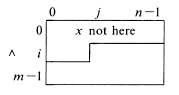 0 j n-1
0 x not here
^ i
m-1